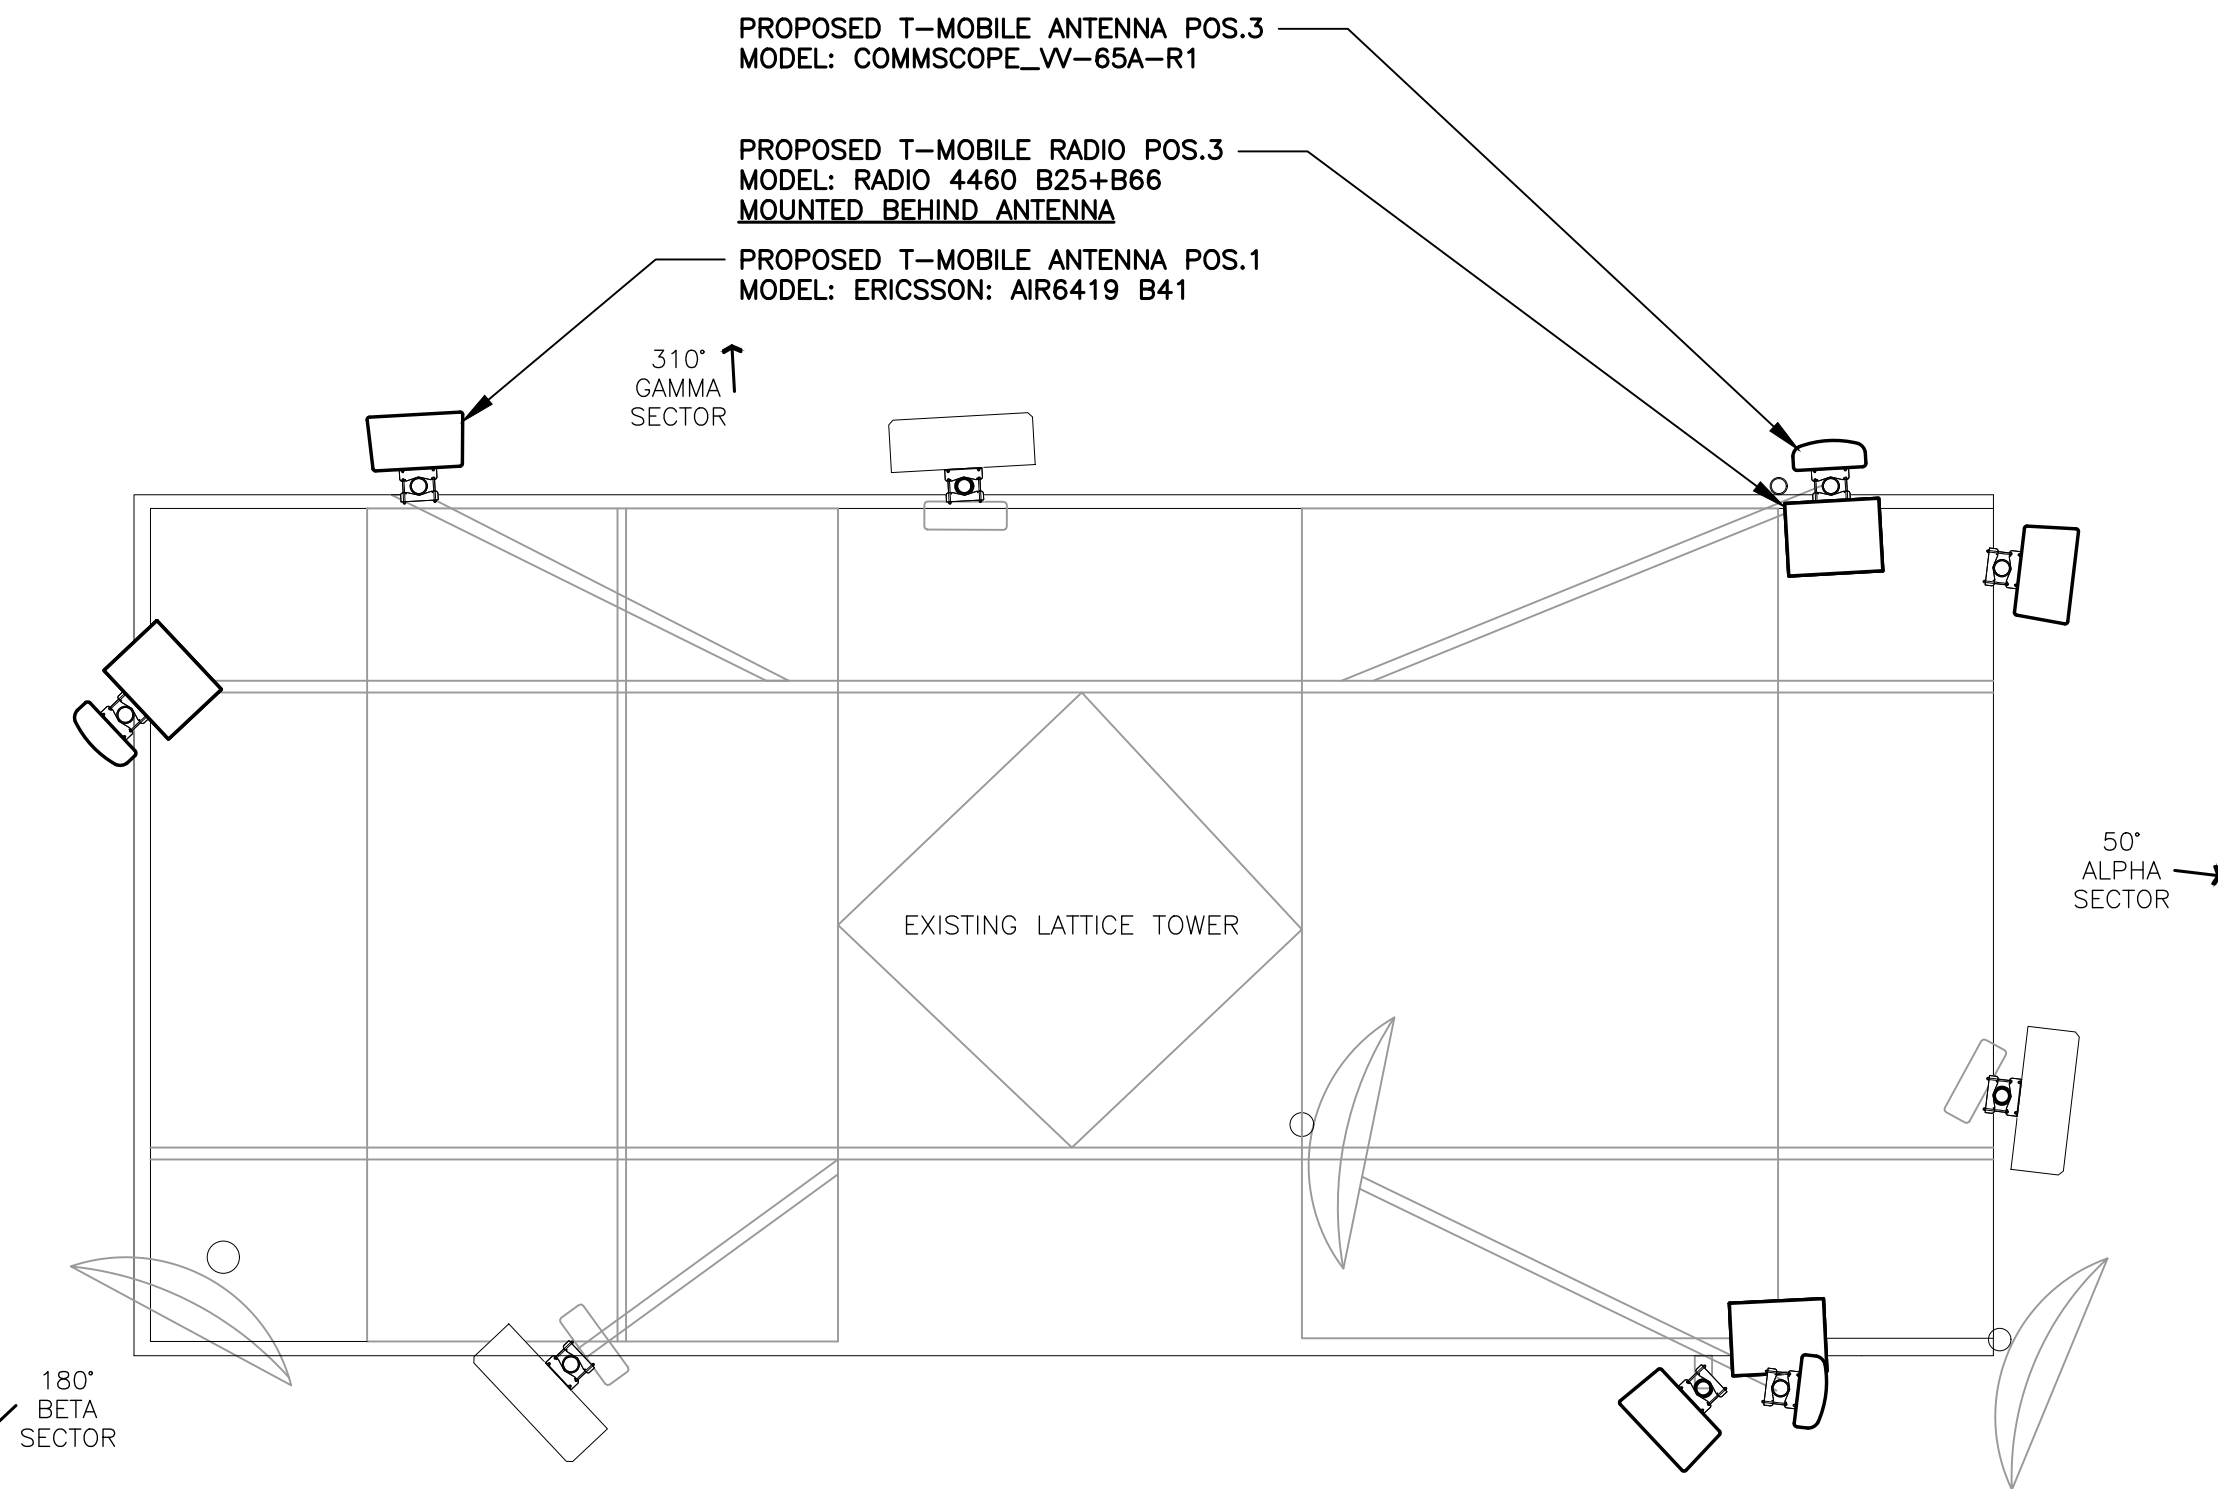 PROPOSED T-MOBILE ANTENNA POS.3
MODEL: COMMSCOPE_VV-65A-R1
PROPOSED T-MOBILE RADIO POS.3
MODEL: RADIO 4460 B25+B66
MOUNTED BEHIND ANTENNA
PROPOSED T-MOBILE ANTENNA POS.1
MODEL: ERICSSON: AIR6419 B41
310°
GAMMA
SECTOR
50°
ALPHA
SECTOR
EXISTING LATTICE TOWER
180°
BETA
SECTOR